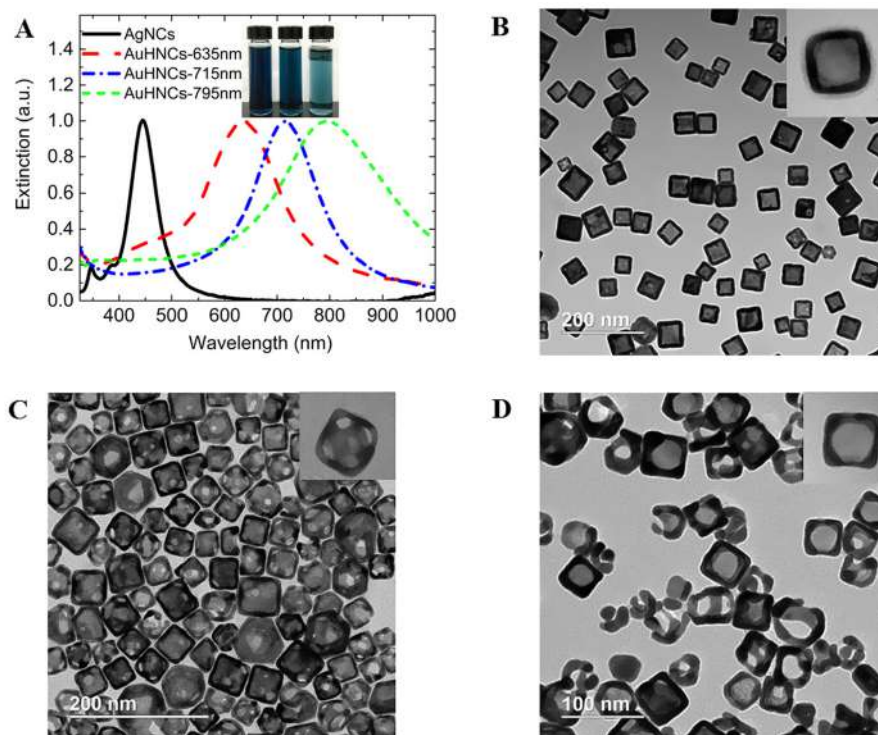 A
AgNCs
AuHNCs-635nm
AuHNCs-715nm
AuHNCs-795nm
Extinction (a.u.)
1.4
1.2
1.0
0.8
0.6
0.4
0.2
0.0
400 500 600 700 800 900 1000
Wavelength (nm)
B
200 nm
C
200 nm
D
100 nm